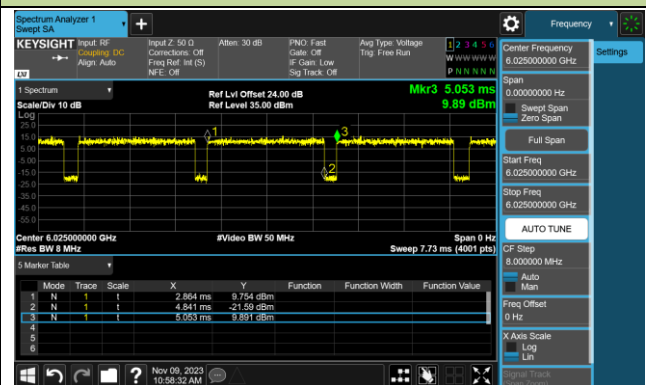 Spectrum Analyzer 1
Swept SA
Frequency
KEYSIGHT Input: RF
Coupling: DC
Align: Auto
Input Z: 50 Ω
Corrections: Off
Freq Ref: Int (S)
NFE: Off
Atten: 30 dB
PNO: Fast
Gate: Off
IF Gain: Low
Sig Track: Off
Avg Type: Voltage
Trig: Free Run
1 2 3 4 5 6
W W W W W W
P N N N N N
LXI
1 Spectrum
Scale/Div 10 dB
Ref Lvl Offset 24.00 dB
Ref Level 35.00 dBm
Mkr3 5.053 ms
9.89 dBm
Log
25.0
15.0
5.00
-5.00
-15.0
-25.0
-35.0
-45.0
-55.0
1
2
3
Center 6.025000000 GHz
#Res BW 8 MHz
#Video BW 50 MHz
Span 0 Hz
Sweep 7.73 ms (4001 pts)
5 Marker Table
Mode Trace Scale X Y Function Function Width Function Value
1 N 1 t 2.864 ms 9.754 dBm
2 N 1 t 4.841 ms -21.59 dBm
3 N 1 t 5.053 ms 9.891 dBm
4
5
6
Nov 09, 2023
10:58:32 AM
Center Frequency
6.025000000 GHz
Settings
Span
0.00000000 Hz
Swept Span
Zero Span
Full Span
Start Freq
6.025000000 GHz
Stop Freq
6.025000000 GHz
AUTO TUNE
CF Step
8.000000 MHz
Auto
Man
Freq Offset
0 Hz
X Axis Scale
Log
Lin
Signal Track
(Span Zoom)